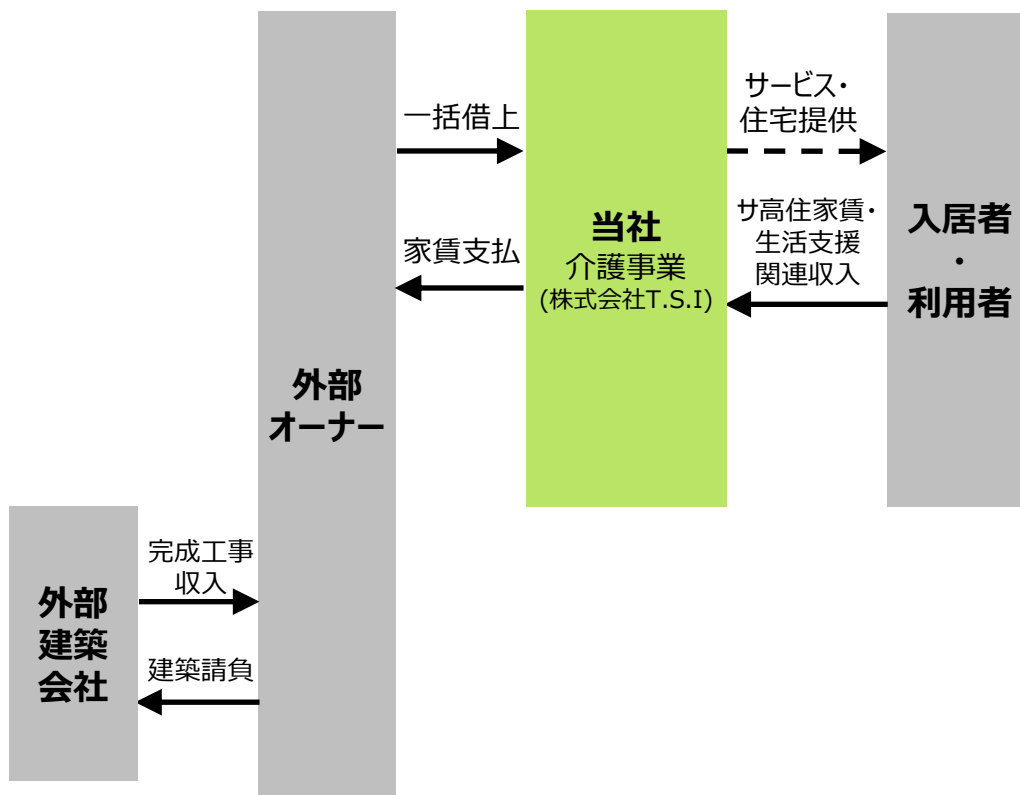 外部
建築
会社
完成工事
収入
建築請負
外部
オーナー
一括借上
家賃支払
当社
介護事業
(株式会社T.S.I)
サービス・
住宅提供
サ高住家賃・
生活支援
関連収入
入居者
・
利用者